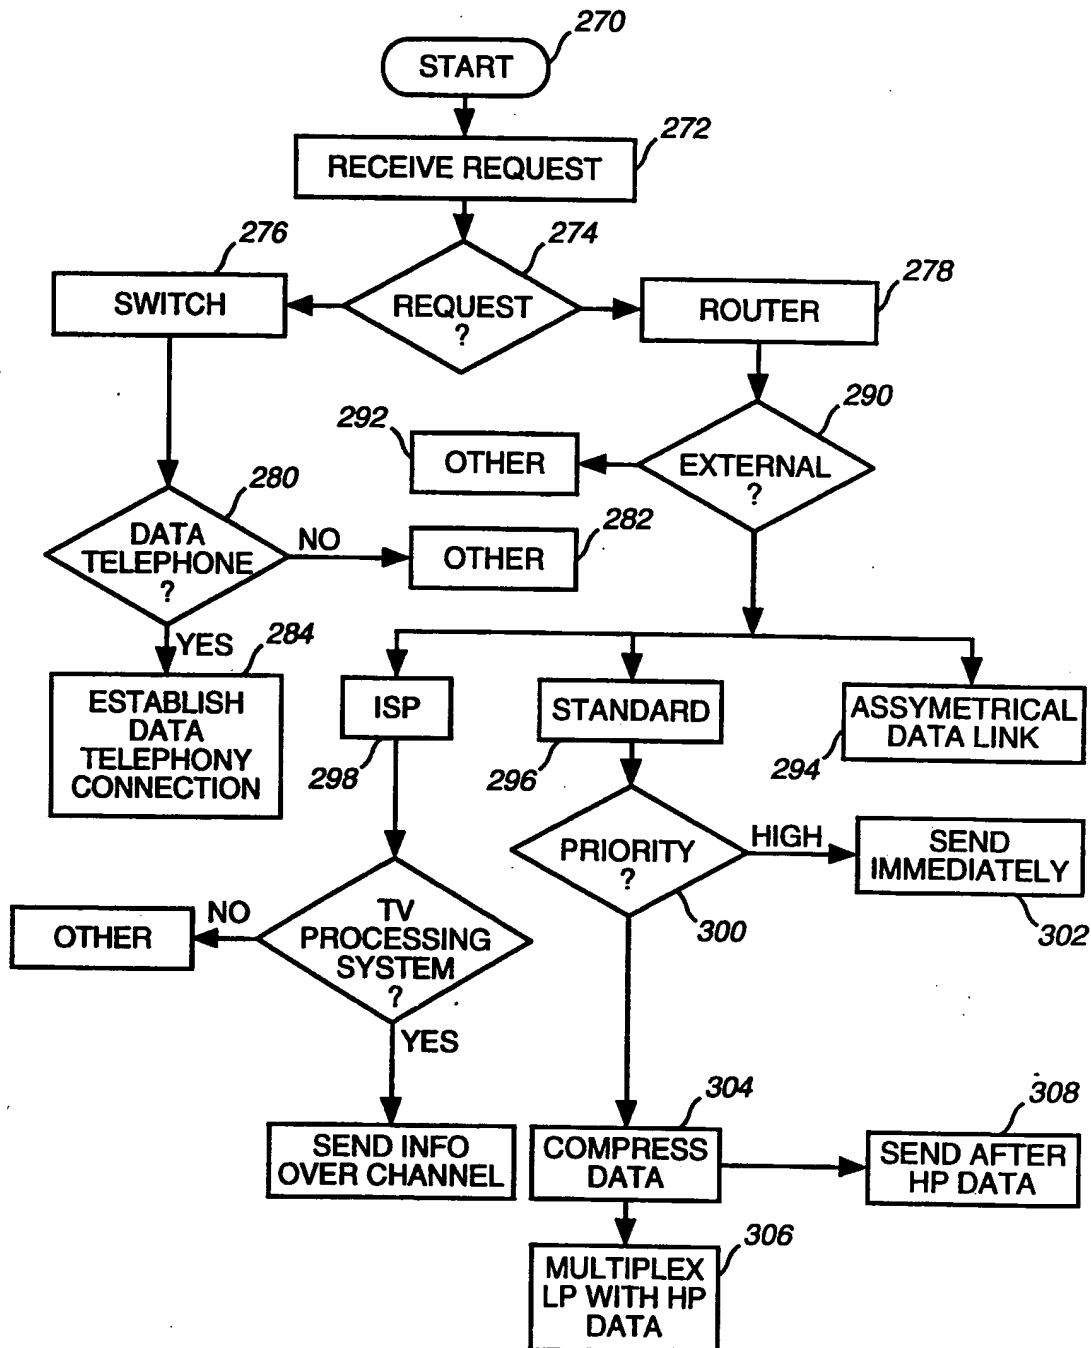 270
START
272
RECEIVE REQUEST
276
274
278
SWITCH
REQUEST
?
ROUTER
290
292
OTHER
EXTERNAL
?
280
282
DATA
TELEPHONE
?
NO
OTHER
YES
284
ESTABLISH
DATA
TELEPHONY
CONNECTION
ISP
298
STANDARD
296
ASSYMETRICAL
DATA LINK
294
PRIORITY
?
300
HIGH
SEND
IMMEDIATELY
302
OTHER
NO
TV
PROCESSING
SYSTEM
?
YES
SEND INFO
OVER CHANNEL
304
COMPRESS
DATA
308
SEND AFTER
HP DATA
306
MULTIPLEX
LP WITH HP
DATA